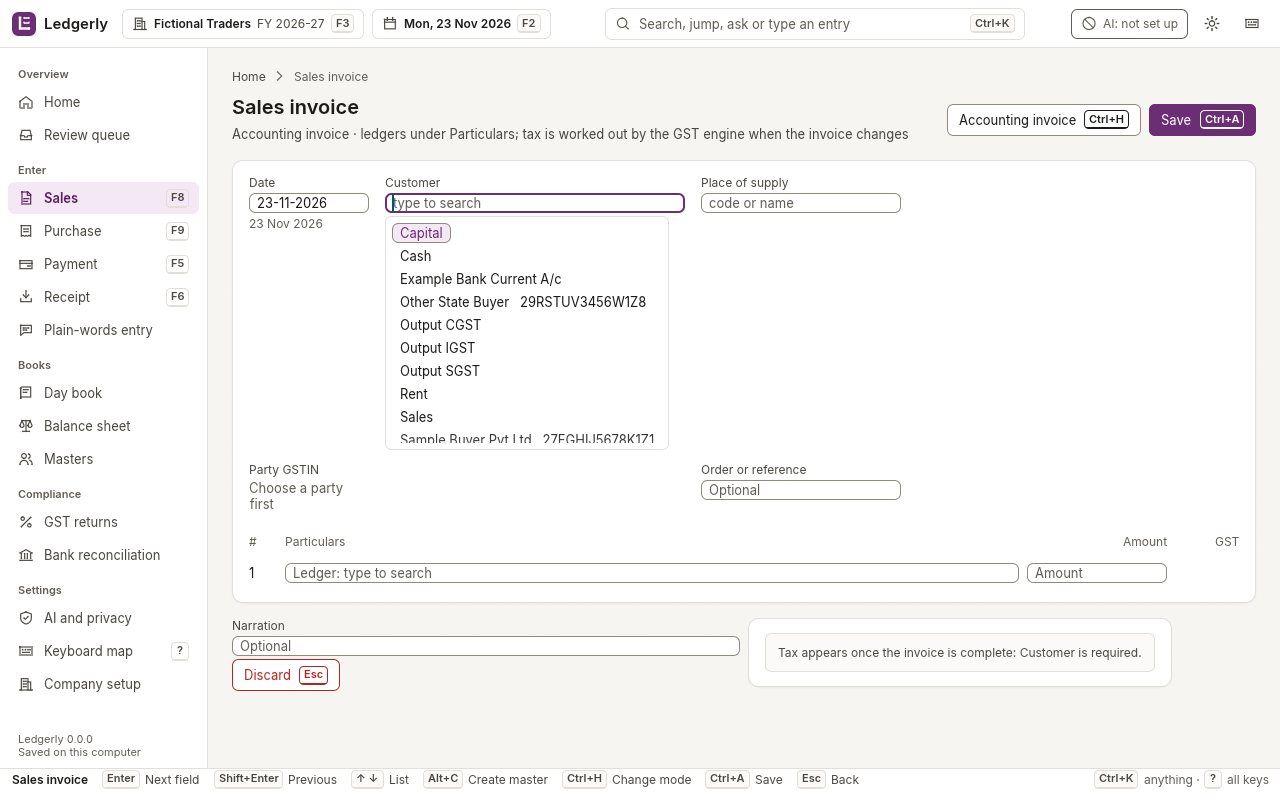 Ledgerly
Fictional Traders FY 2026-27 F3
Mon, 23 Nov 2026 F2
Search, jump, ask or type an entry Ctrl+K
AI: not set up
Overview
Home
Review queue
Enter
Sales F8
Purchase F9
Payment F5
Receipt F6
Plain-words entry
Books
Day book
Balance sheet
Masters
Compliance
GST returns
Bank reconciliation
Settings
AI and privacy
Keyboard map ?
Company setup
Ledgerly 0.0.0
Saved on this computer
Home > Sales invoice
Sales invoice
Accounting invoice · ledgers under Particulars; tax is worked out by the GST engine when the invoice changes
Accounting invoice Ctrl+H
Save Ctrl+A
Date Customer Place of supply
23-11-2026 type to search code or name
23 Nov 2026
Capital
Cash
Example Bank Current A/c
Other State Buyer 29RSTUV3456W1Z8
Output CGST
Output IGST
Output SGST
Rent
Sales
Sample Buyer Pvt Ltd 27FGHIJ5678K1Z1
Party GSTIN Order or reference
Choose a party
first
Optional
# Particulars Amount GST
1 Ledger: type to search Amount
Narration
Optional
Discard Esc
Tax appears once the invoice is complete: Customer is required.
Sales invoice Enter Next field Shift+Enter Previous ↑ ↓ List Alt+C Create master Ctrl+H Change mode Ctrl+A Save Esc Back Ctrl+K anything · ? all keys